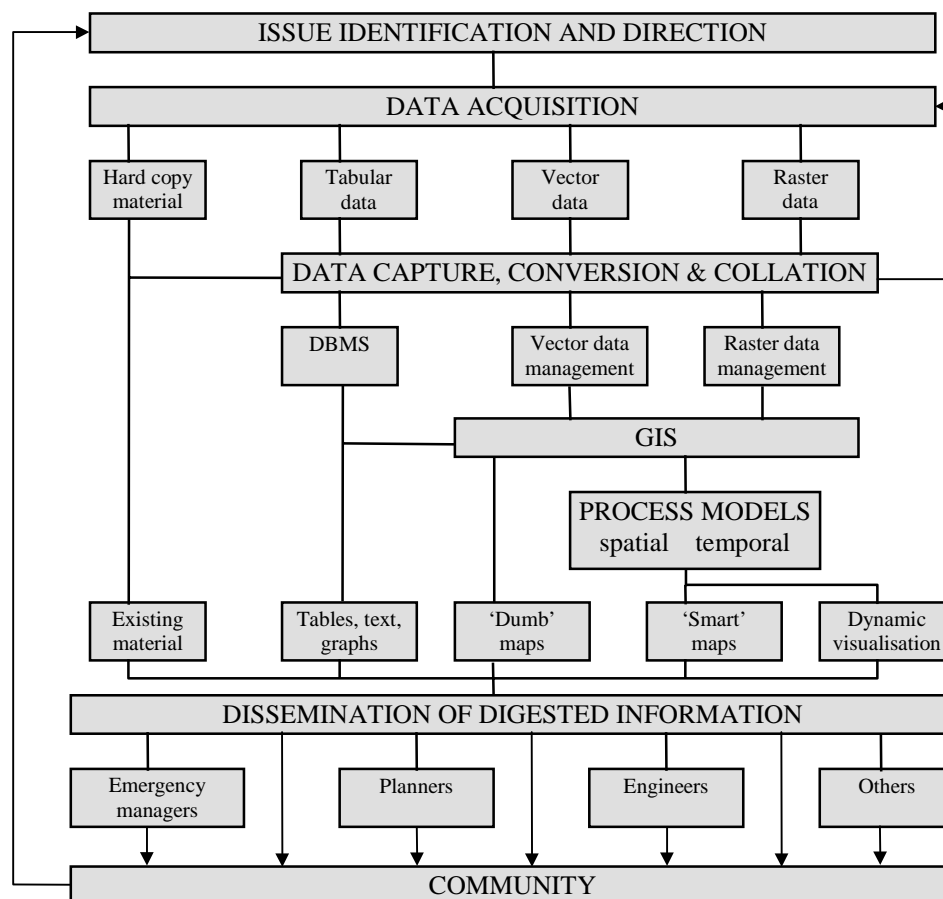 ISSUE IDENTIFICATION AND DIRECTION
DATA ACQUISITION
Hard copy
material
Tabular
data
Vector
data
Raster
data
DATA CAPTURE, CONVERSION & COLLATION
DBMS
Vector data
management
Raster data
management
GIS
PROCESS MODELS
spatial temporal
Existing
material
Tables, text,
graphs
‘Dumb’
maps
‘Smart’
maps
Dynamic
visualisation
DISSEMINATION OF DIGESTED INFORMATION
Emergency
managers
Planners
Engineers
Others
COMMUNITY